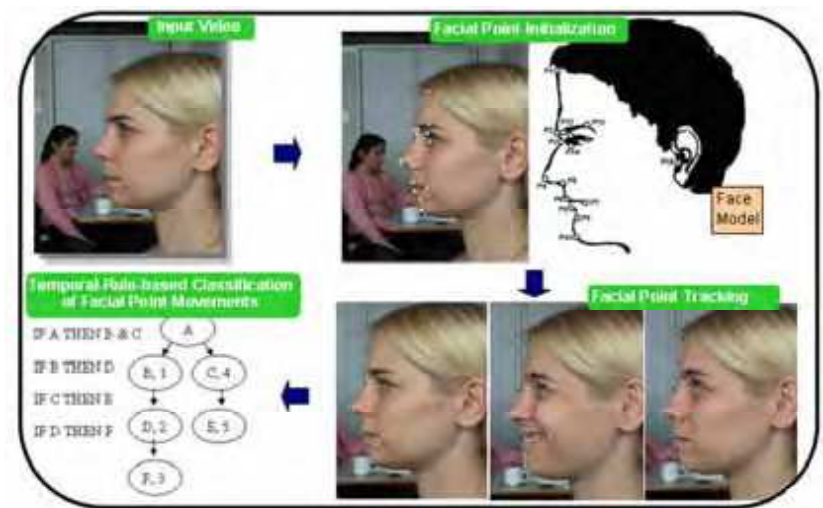 Input Video
Facial Point Initialization
Face
Model
Temporal Rule-based Classification
of Facial Point Movements
Facial Point Tracking
IF A THEN B & C
IF B THEN D
IF C THEN E
IF D THEN F
A
B, 1
C, 4
D, 2
E, 5
F, 3